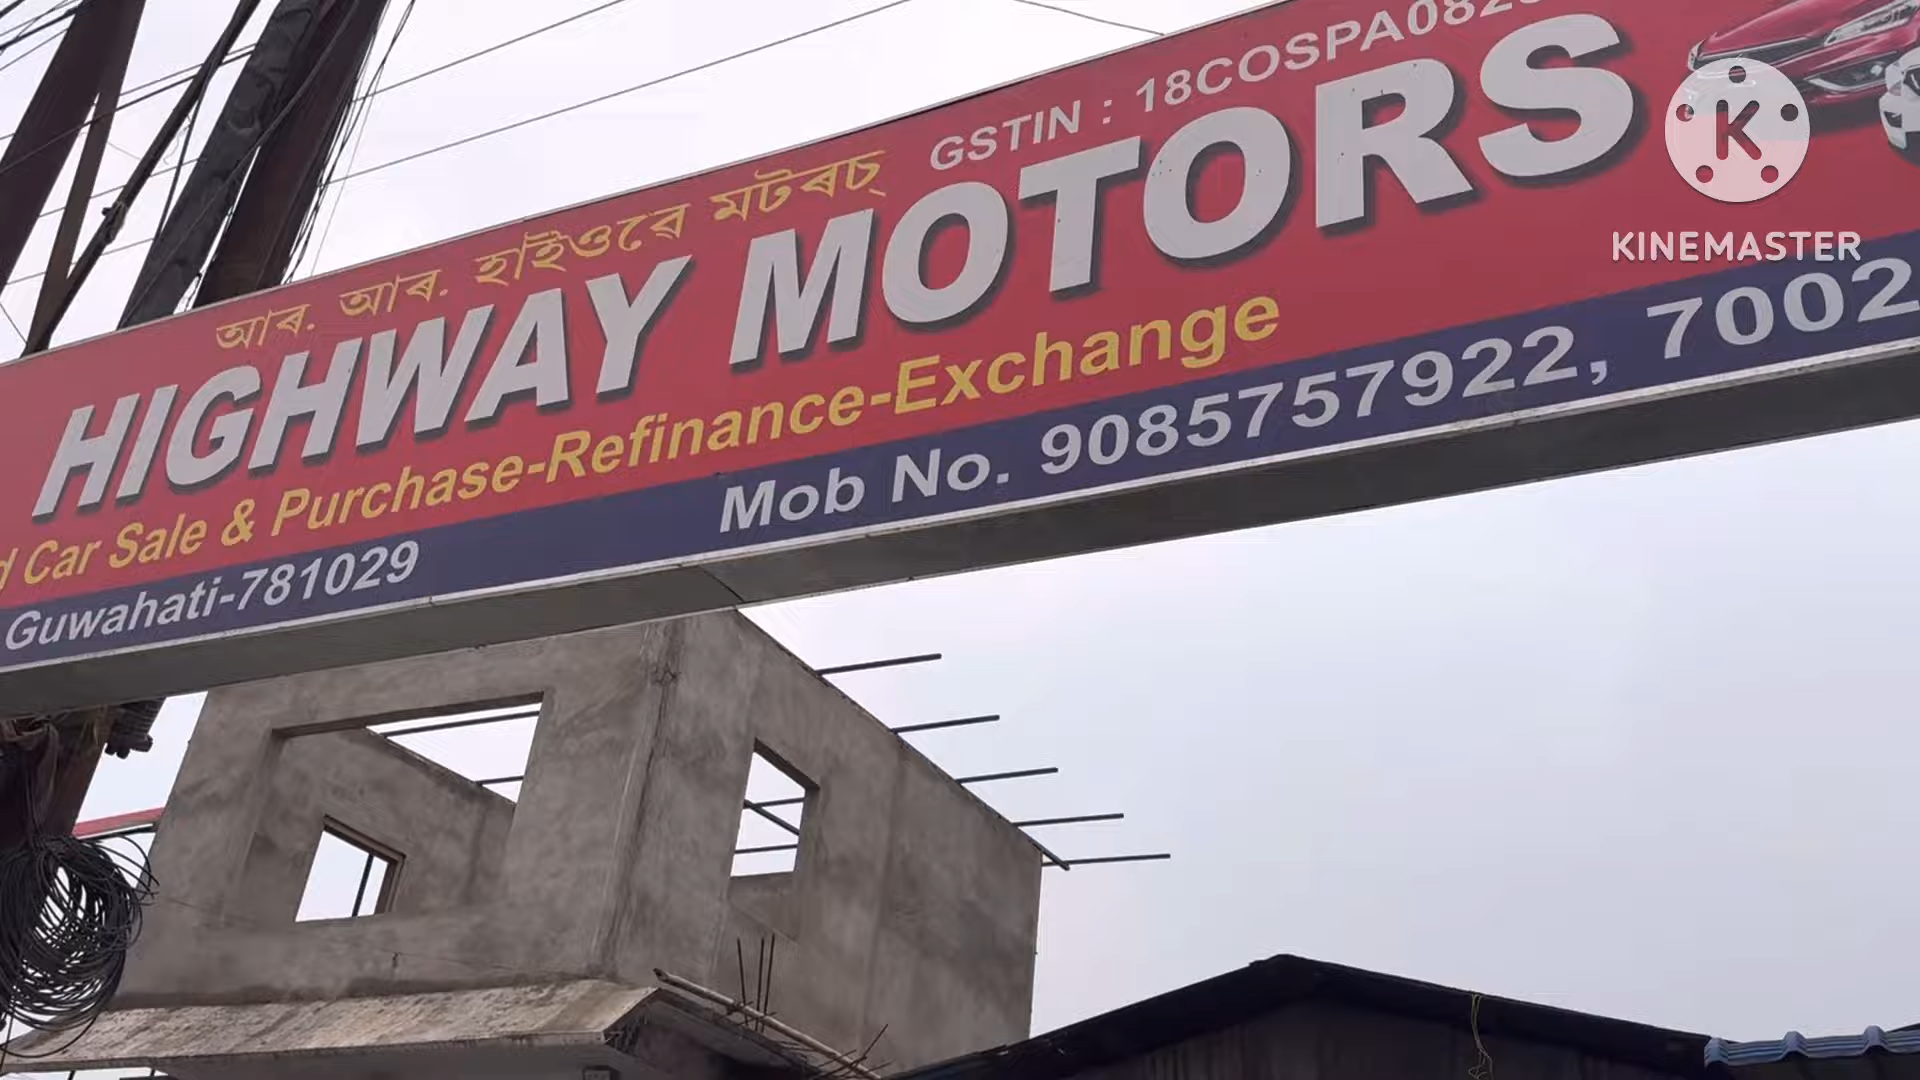 আৰ. আৰ. হাইওৱে মটৰচ্ GSTIN : 18COSPA082
HIGHWAY MOTORS
Car Sale & Purchase-Refinance-Exchange
Guwahati-781029 Mob No. 9085757922, 7002
K
KINEMASTER